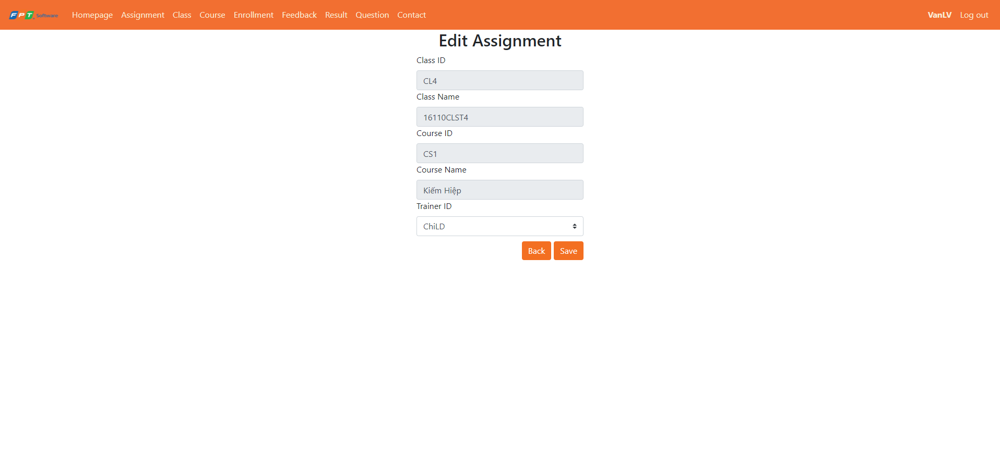 FPT Software Homepage Assignment Class Course Enrollment Feedback Result Question Contact VanLV Log out
Edit Assignment
Class ID
CL4
Class Name
16110CLST4
Course ID
CS1
Course Name
Kiếm Hiệp
Trainer ID
ChiLD
Back Save